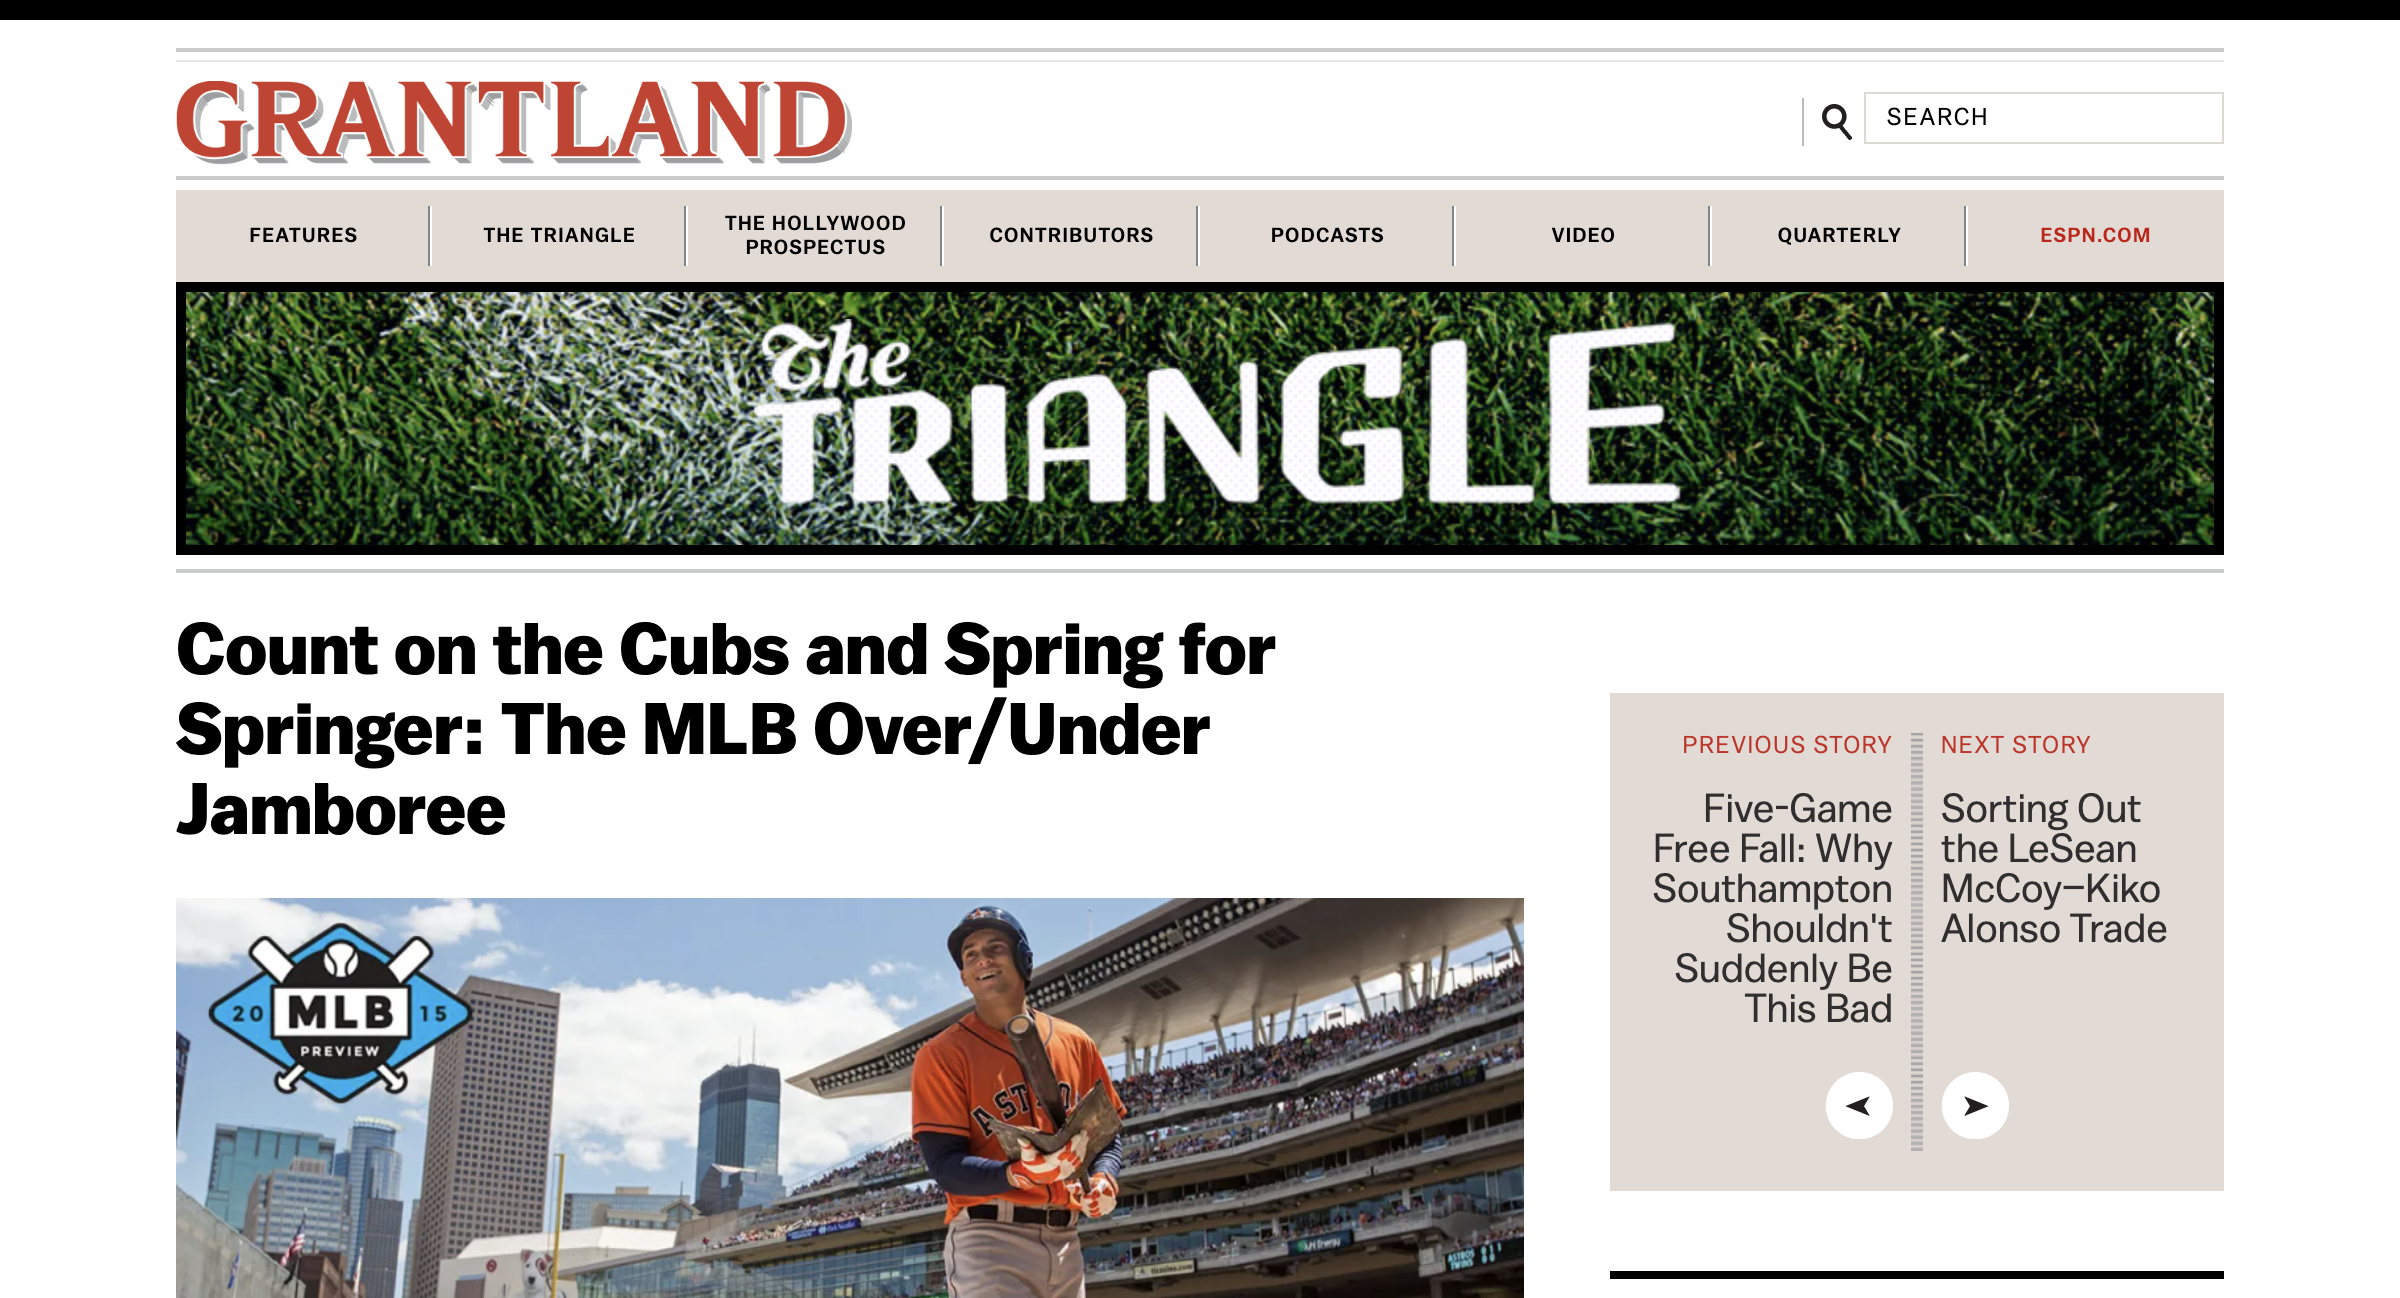 GRANTLAND
SEARCH
FEATURES
THE TRIANGLE
THE HOLLYWOOD
PROSPECTUS
CONTRIBUTORS
PODCASTS
VIDEO
QUARTERLY
ESPN.COM
The
TRIANGLE
Count on the Cubs and Spring for
Springer: The MLB Over/Under
Jamboree
20 MLB 15
PREVIEW
ASTRO
ASTROS
TWINS
PREVIOUS STORY
Five-Game
Free Fall: Why
Southampton
Shouldn't
Suddenly Be
This Bad
NEXT STORY
Sorting Out
the LeSean
McCoy–Kiko
Alonso Trade